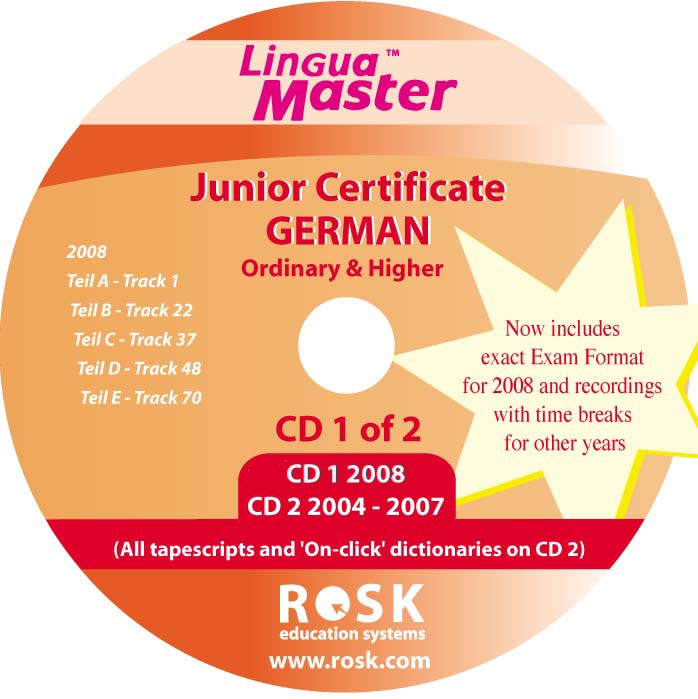 Lingua™
Master
Junior Certificate
GERMAN
Ordinary & Higher
2008
Teil A - Track 1
Teil B - Track 22
Teil C - Track 37
Teil D - Track 48
Teil E - Track 70
Now includes
exact Exam Format
for 2008 and recordings
with time breaks
for other years
CD 1 of 2
CD 1 2008
CD 2 2004 - 2007
(All tapescripts and 'On-click' dictionaries on CD 2)
ROSK
education systems
www.rosk.com